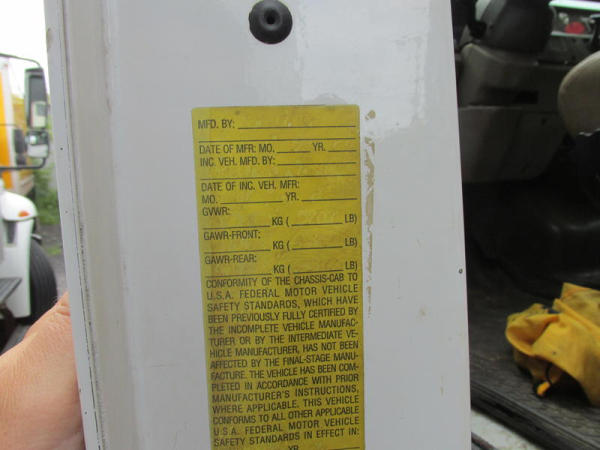 MFD. BY:
DATE OF MFR: MO. YR.
INC. VEH. MFD. BY:
DATE OF INC. VEH. MFR:
MO. YR.
GVWR:
KG ( LB)
GAWR-FRONT:
KG ( LB)
GAWR-REAR:
KG ( LB)
CONFORMITY OF THE CHASSIS-CAB TO
U.S.A. FEDERAL MOTOR VEHICLE
SAFETY STANDARDS, WHICH HAVE
BEEN PREVIOUSLY FULLY CERTIFIED BY
THE INCOMPLETE VEHICLE MANUFAC-
TURER OR BY THE INTERMEDIATE VE-
HICLE MANUFACTURER, HAS NOT BEEN
AFFECTED BY THE FINAL-STAGE MANU-
FACTURE. THE VEHICLE HAS BEEN COM-
PLETED IN ACCORDANCE WITH PRIOR
MANUFACTURER'S INSTRUCTIONS,
WHERE APPLICABLE. THIS VEHICLE
CONFORMS TO ALL OTHER APPLICABLE
U.S.A. FEDERAL MOTOR VEHICLE
SAFETY STANDARDS IN EFFECT IN:
YR.